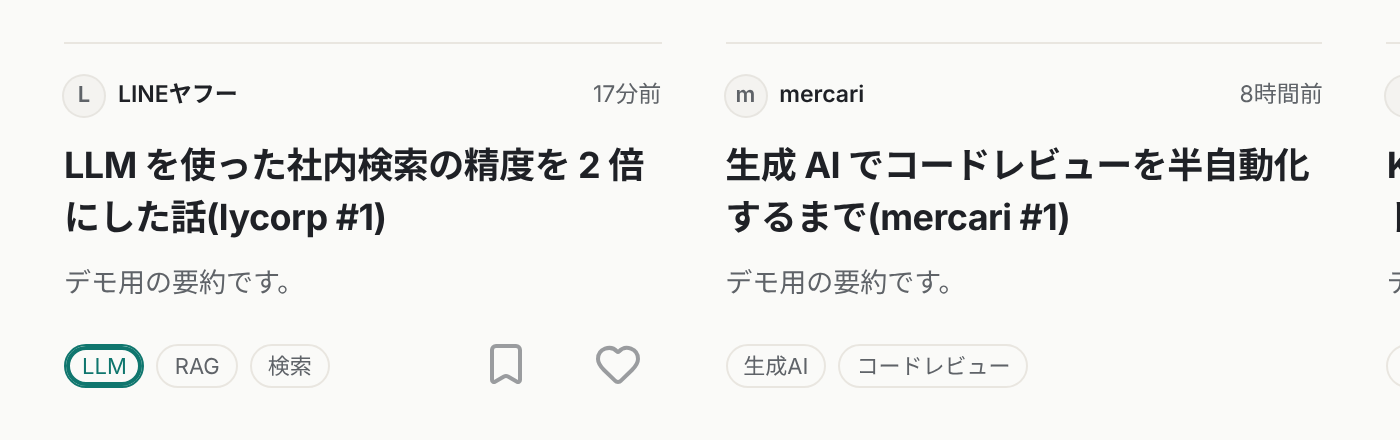 L LINEヤフー 17分前
LLM を使った社内検索の精度を 2 倍
にした話(lycorp #1)
デモ用の要約です。
LLM RAG 検索
m mercari 8時間前
生成 AI でコードレビューを半自動化
するまで(mercari #1)
デモ用の要約です。
生成AI コードレビュー